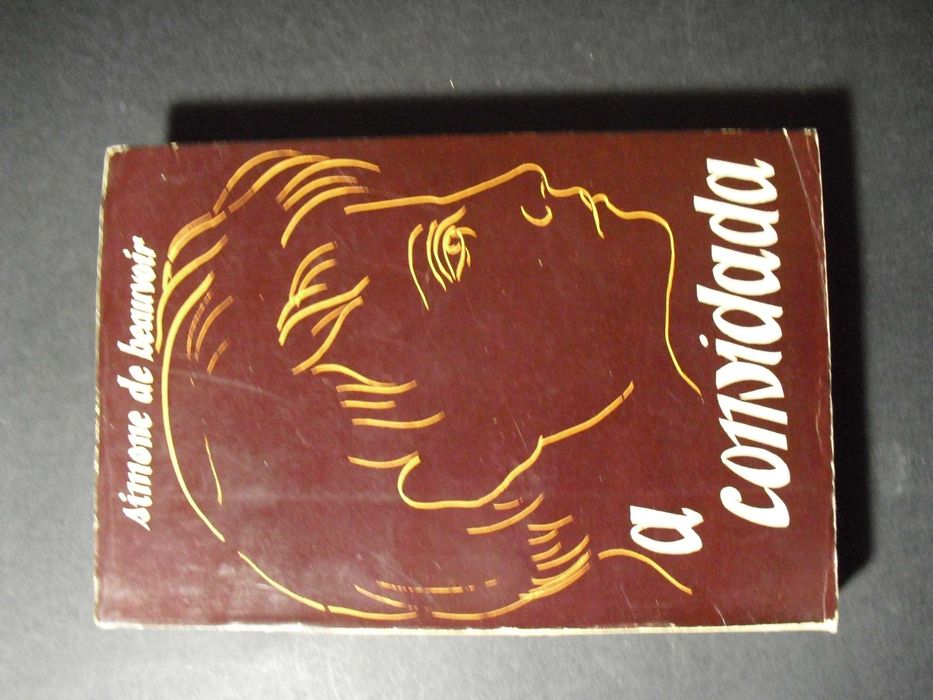 simone de beauvoir
a
convidada